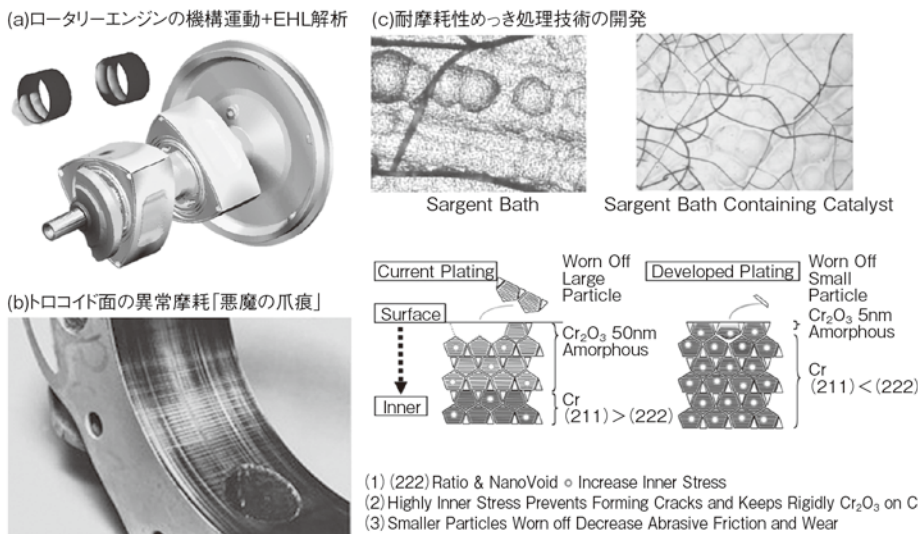 (a)ロータリーエンジンの機構運動+EHL解析
(b)トロコイド面の異常摩耗「悪魔の爪痕」
(c)耐摩耗性めっき処理技術の開発
Sargent Bath
Sargent Bath Containing Catalyst
Current Plating
Worn Off
Large
Particle
Surface
Cr₂O₃ 50nm
Amorphous
Inner
Cr
(211)>(222)
Developed Plating
Worn Off
Small
Particle
Cr₂O₃ 5nm
Amorphous
Cr
(211)<(222)
(1) (222) Ratio & NanoVoid ○ Increase Inner Stress
(2) Highly Inner Stress Prevents Forming Cracks and Keeps Rigidly Cr₂O₃ on C
(3) Smaller Particles Worn off Decrease Abrasive Friction and Wear